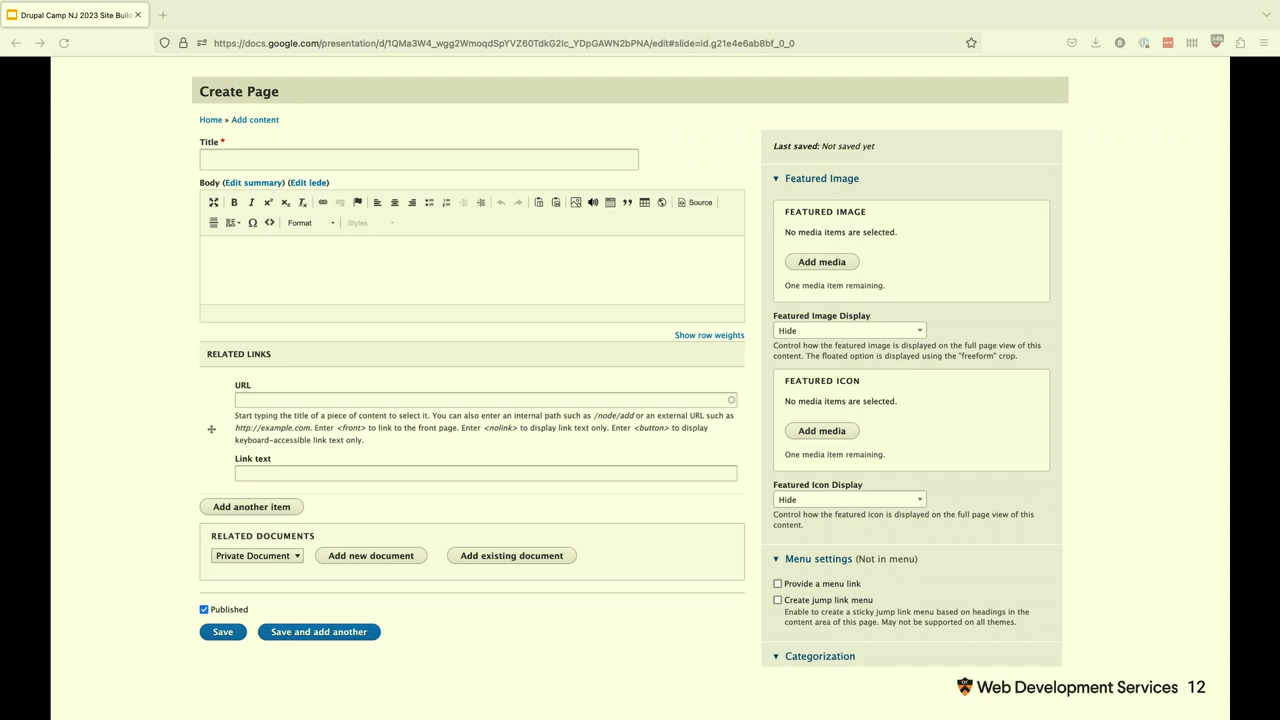 Drupal Camp NJ 2023 Site Buil
https://docs.google.com/presentation/d/1QMa3W4_wgg2WmoqdSpYVZ60TdkG2lc_YDpGAWN2bPNA/edit#slide=id.g21e4e6ab8bf_0_0
Create Page
Home » Add content
Title *
Body (Edit summary) (Edit lede)
Source
Format
Styles
Show row weights
RELATED LINKS
URL
Start typing the title of a piece of content to select it. You can also enter an internal path such as /node/add or an external URL such as
http://example.com. Enter <front> to link to the front page. Enter <nolink> to display link text only. Enter <button> to display
keyboard-accessible link text only.
Link text
Add another item
RELATED DOCUMENTS
Private Document
Add new document
Add existing document
Published
Save
Save and add another
Last saved: Not saved yet
Featured Image
FEATURED IMAGE
No media items are selected.
Add media
One media item remaining.
Featured Image Display
Hide
Control how the featured image is displayed on the full page view of this
content. The floated option is displayed using the "freeform" crop.
FEATURED ICON
No media items are selected.
Add media
One media item remaining.
Featured Icon Display
Hide
Control how the featured icon is displayed on the full page view of this
content.
Menu settings (Not in menu)
Provide a menu link
Create jump link menu
Enable to create a sticky jump link menu based on headings in the
content area of this page. May not be supported on all themes.
Categorization
Web Development Services 12